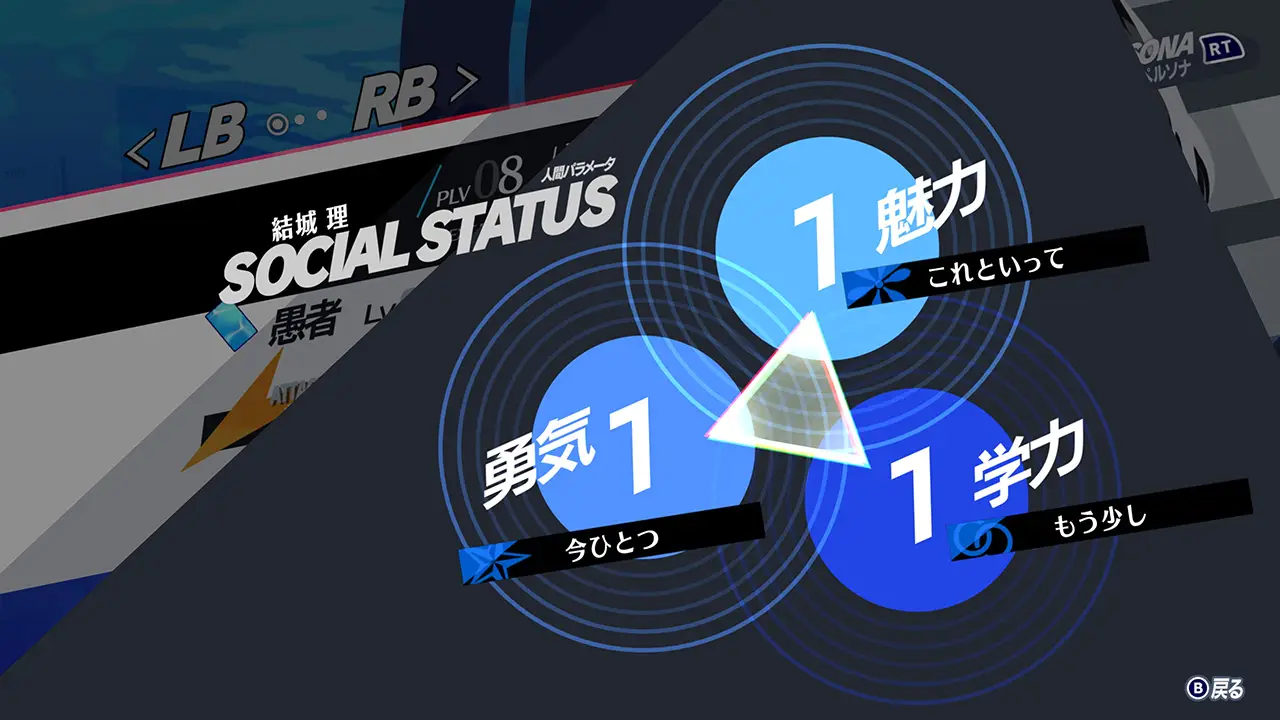 < LB RB >
ONA RT
ペルソナ
PLV 08 人間パラメータ
結城 理
SOCIAL STATUS
愚者 Lv
1 魅力
これといって
勇気 1
今ひとつ
1 学力
もう少し
B 戻る